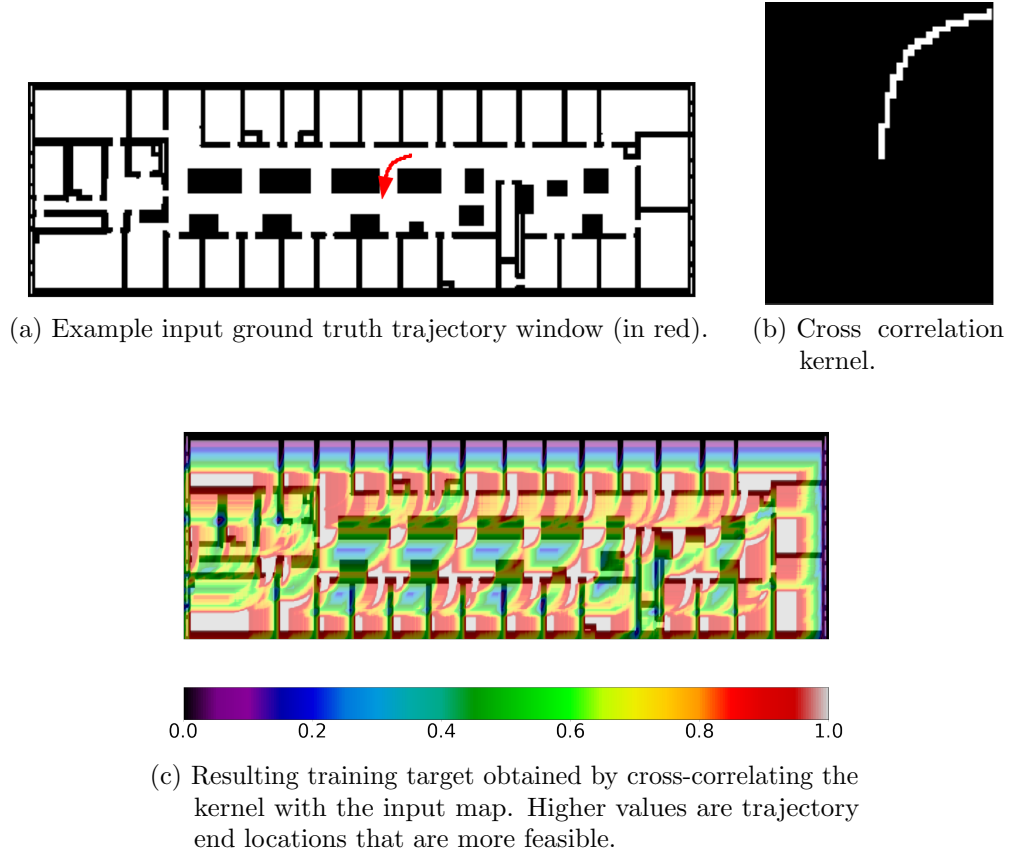 (a) Example input ground truth trajectory window (in red).
(b) Cross correlation
kernel.
0.0 0.2 0.4 0.6 0.8 1.0
(c) Resulting training target obtained by cross-correlating the
kernel with the input map. Higher values are trajectory
end locations that are more feasible.